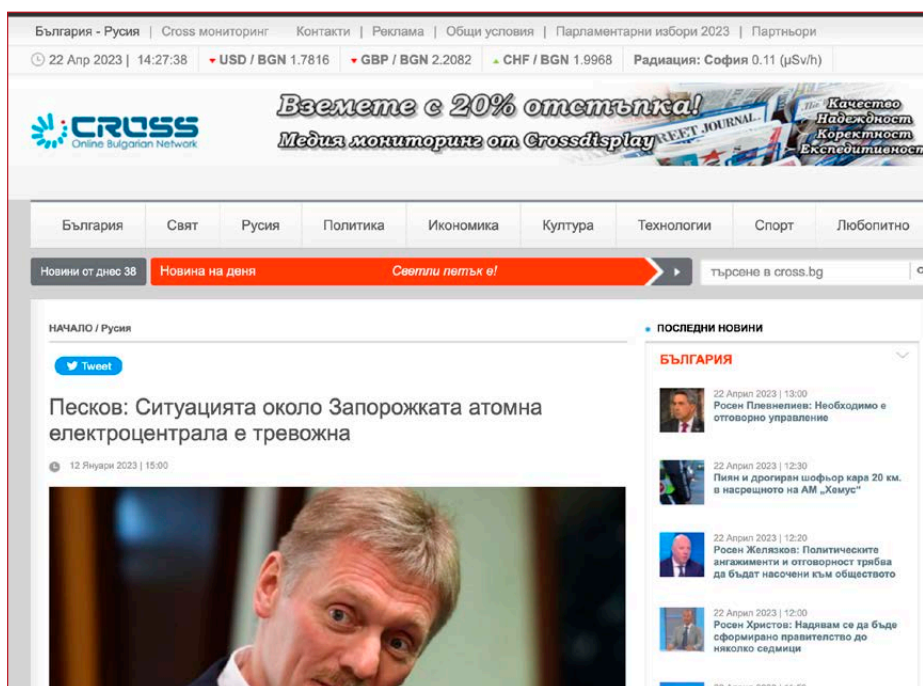 България - Русия | Cross мониторинг Контакти | Реклама | Общи условия | Парламентарни избори 2023 | Партньори
22 Апр 2023 | 14:27:38 USD / BGN 1.7816 GBP / BGN 2.2082 CHF / BGN 1.9968 Радиация: София 0.11 (µSv/h)
CROSS
Online Bulgarian Network
Вземете с 20% отстъпка!
Медия мониторинг от Crossdisplay
REET JOURNAL.
Качество
Надеждност
Коректност
Експедитивност
България Свят Русия Политика Икономика Култура Технологии Спорт Любопитно
Новини от днес 38 Новина на деня Светли петък е! търсене в cross.bg
НАЧАЛО / Русия
Tweet
Песков: Ситуацията около Запорожката атомна
електроцентрала е тревожна
12 Януари 2023 | 15:00
ПОСЛЕДНИ НОВИНИ
БЪЛГАРИЯ
22 Април 2023 | 13:00
Росен Плевнелиев: Необходимо е
отговорно управление
22 Април 2023 | 12:30
Пиян и дрогиран шофьор кара 20 км.
в насрещното на АМ „Хемус"
22 Април 2023 | 12:20
Росен Желязков: Политическите
ангажименти и отговорност трябва
да бъдат насочени към обществото
22 Април 2023 | 12:00
Росен Христов: Надявам се да бъде
сформирано правителство до
няколко седмици